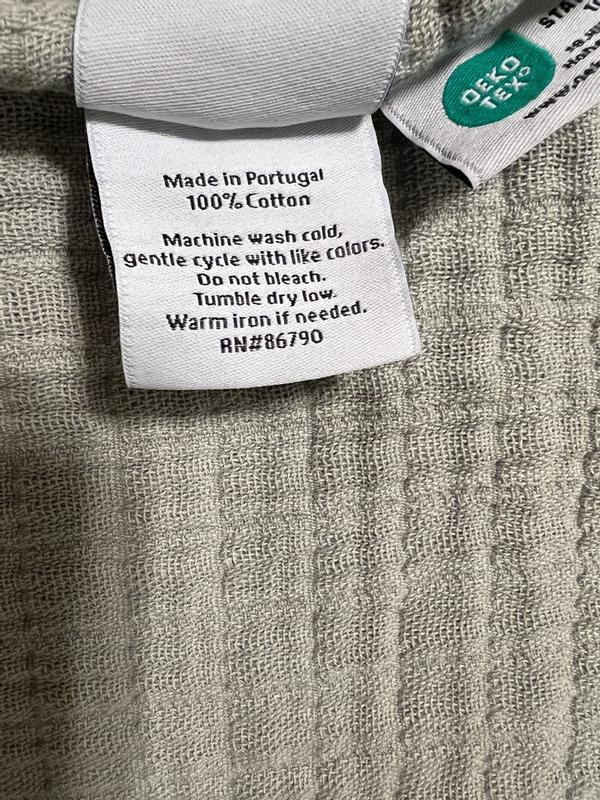 Made in Portugal
100% Cotton
Machine wash cold,
gentle cycle with like colors.
Do not bleach.
Tumble dry low.
Warm iron if needed.
RN#86790
OEKO
TEX®